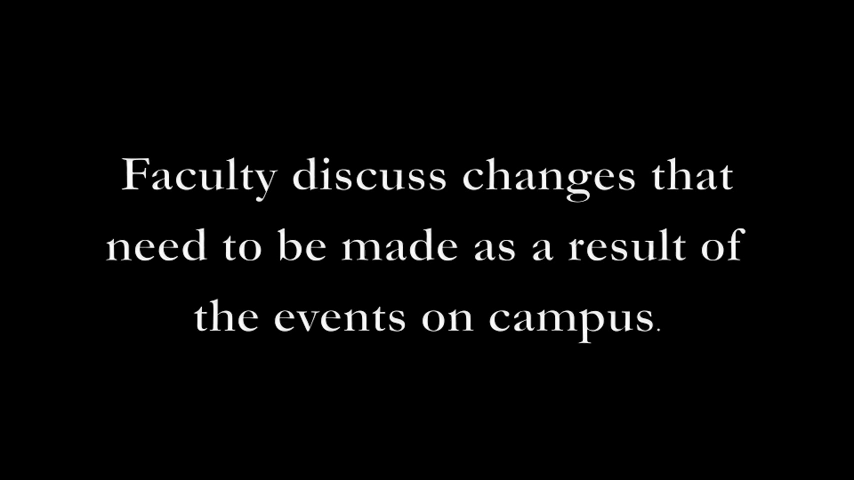 Faculty discuss changes that
need to be made as a result of
the events on campus.